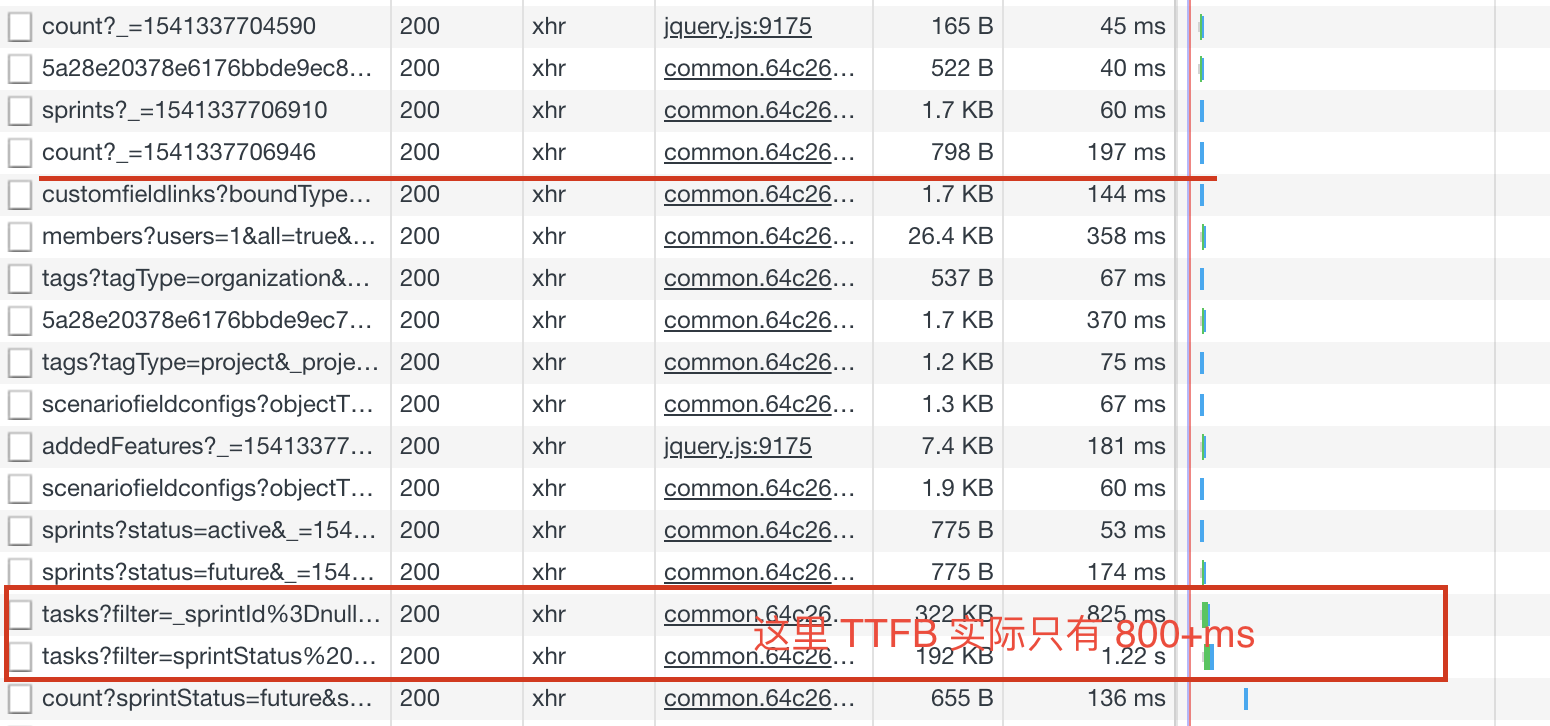 count?_=1541337704590 200 xhr jquery.js:9175 165 B 45 ms
5a28e20378e6176bbde9ec8... 200 xhr common.64c26... 522 B 40 ms
sprints?_=1541337706910 200 xhr common.64c26... 1.7 KB 60 ms
count?_=1541337706946 200 xhr common.64c26... 798 B 197 ms
customfieldlinks?boundType... 200 xhr common.64c26... 1.7 KB 144 ms
members?users=1&all=true&... 200 xhr common.64c26... 26.4 KB 358 ms
tags?tagType=organization&... 200 xhr common.64c26... 537 B 67 ms
5a28e20378e6176bbde9ec7... 200 xhr common.64c26... 1.7 KB 370 ms
tags?tagType=project&_proje... 200 xhr common.64c26... 1.2 KB 75 ms
scenariofieldconfigs?objectT... 200 xhr common.64c26... 1.3 KB 67 ms
addedFeatures?_=15413377... 200 xhr jquery.js:9175 7.4 KB 181 ms
scenariofieldconfigs?objectT... 200 xhr common.64c26... 1.9 KB 60 ms
sprints?status=active&_=154... 200 xhr common.64c26... 775 B 53 ms
sprints?status=future&_=154... 200 xhr common.64c26... 775 B 174 ms
tasks?filter=_sprintId%3Dnull... 200 xhr common.64c26... 322 KB 825 ms
这里 TTFB 实际只有 800+ms
tasks?filter=sprintStatus%20... 200 xhr common.64c26... 192 KB 1.22 s
count?sprintStatus=future&s... 200 xhr common.64c26... 655 B 136 ms